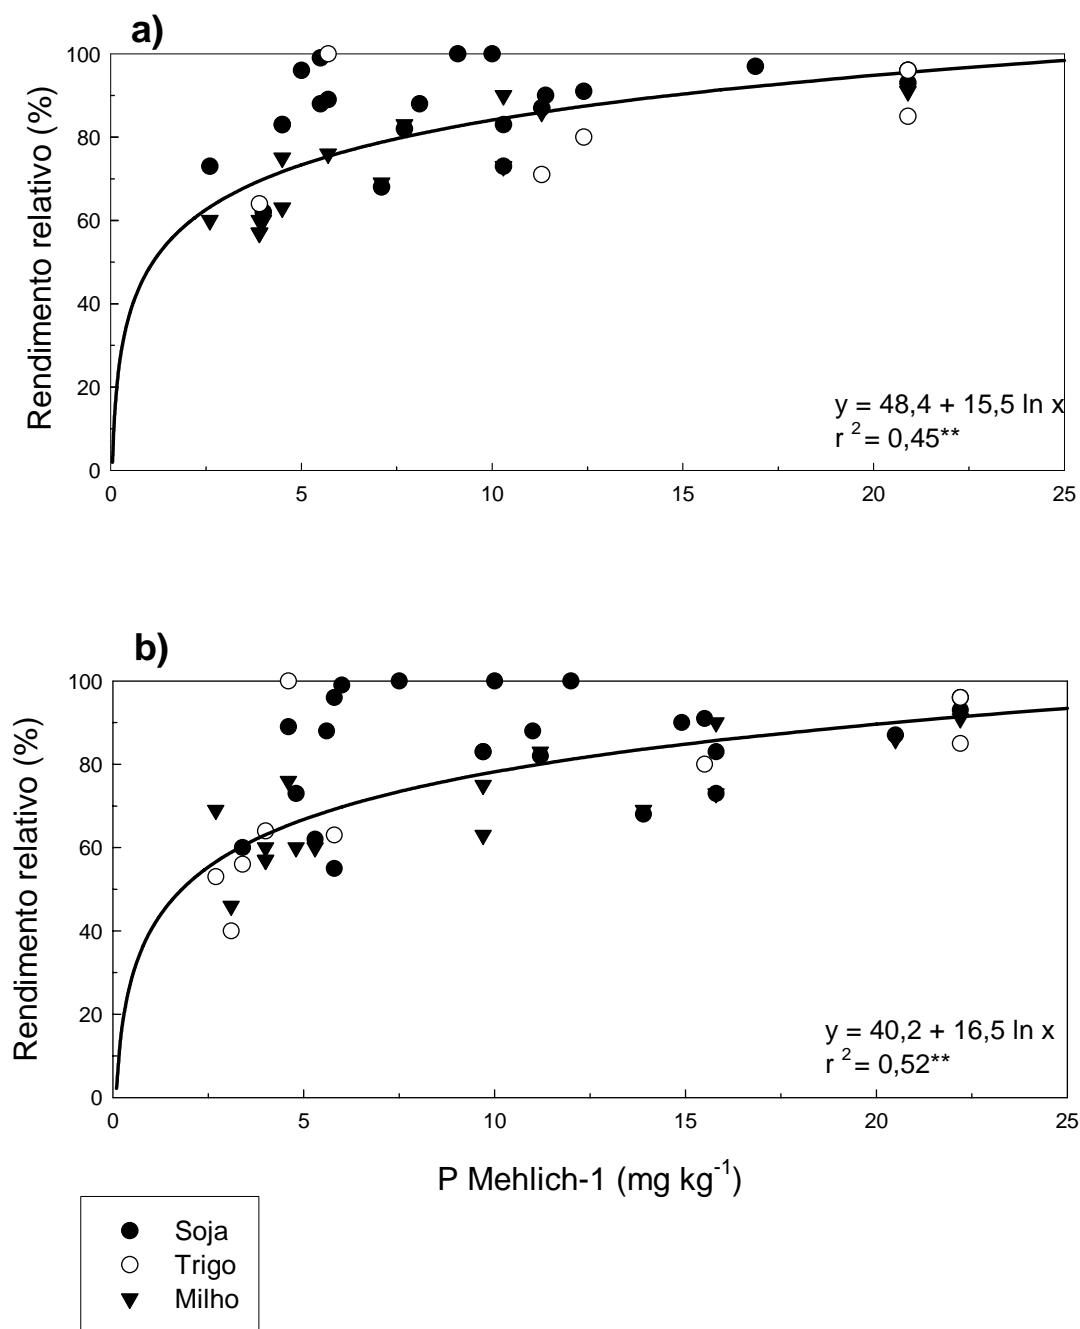 a)
Rendimento relativo (%)
100
80
60
40
20
0
y = 48,4 + 15,5 ln x
r ² = 0,45**
0 5 10 15 20 25
b)
Rendimento relativo (%)
100
80
60
40
20
0
y = 40,2 + 16,5 ln x
r ² = 0,52**
0 5 10 15 20 25
P Mehlich-1 (mg kg⁻¹)
Soja
Trigo
Milho